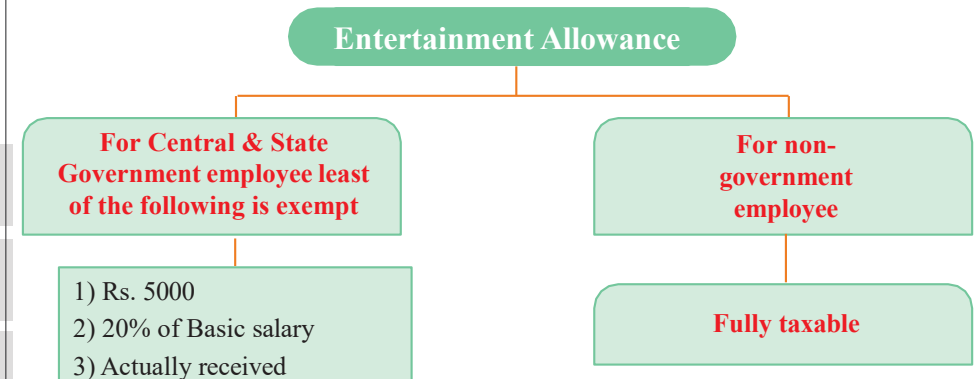 Entertainment Allowance
For Central & State
Government employee least
of the following is exempt
1) Rs. 5000
2) 20% of Basic salary
3) Actually received
For non-
government
employee
Fully taxable